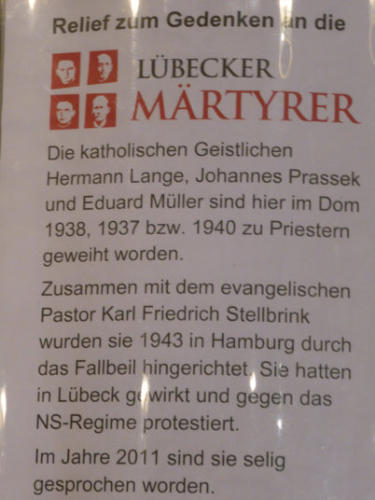 Relief zum Gedenken an die
LÜBECKER
MÄRTYRER
Die katholischen Geistlichen
Hermann Lange, Johannes Prassek
und Eduard Müller sind hier im Dom
1938, 1937 bzw. 1940 zu Priestern
geweiht worden.
Zusammen mit dem evangelischen
Pastor Karl Friedrich Stellbrink
wurden sie 1943 in Hamburg durch
das Fallbeil hingerichtet. Sie hatten
in Lübeck gewirkt und gegen das
NS-Regime protestiert.
Im Jahre 2011 sind sie selig
gesprochen worden.